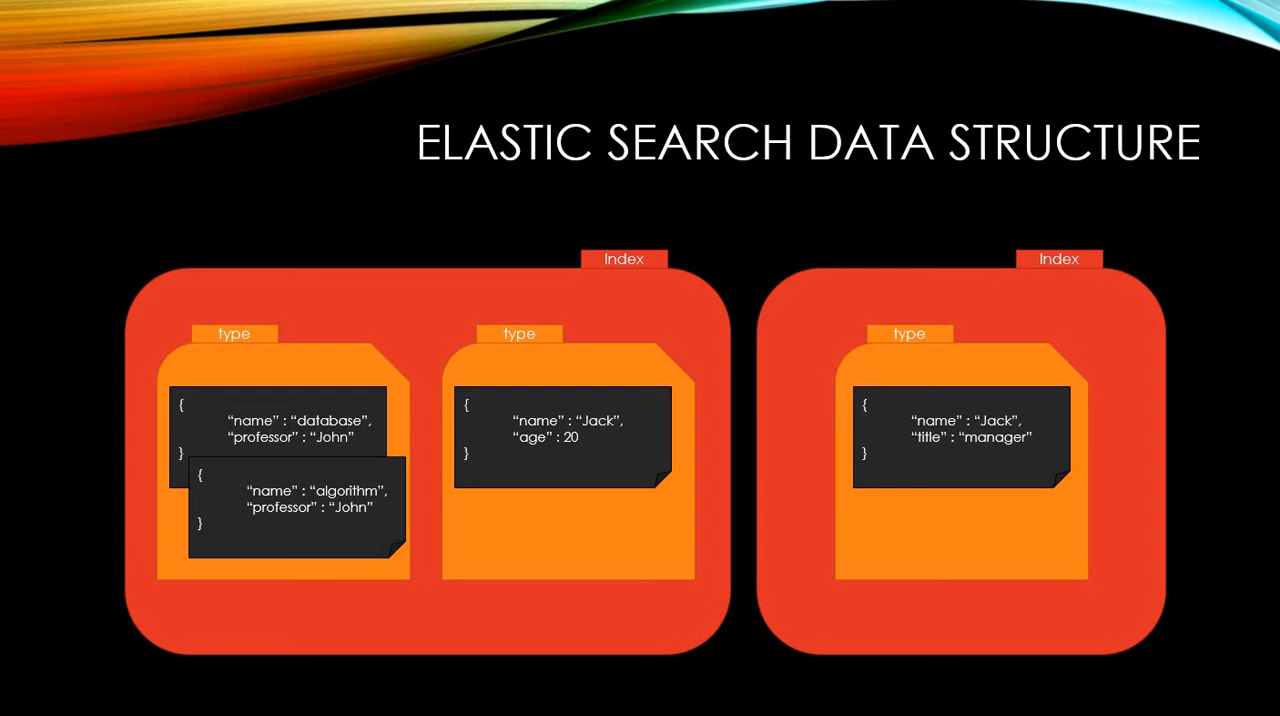 ELASTIC SEARCH DATA STRUCTURE
Index
type
{
“name” : “database”,
“professor” : “John”
}
{
“name” : “algorithm”,
“professor” : “John”
}
type
{
“name” : “Jack”,
“age” : 20
}
Index
type
{
“name” : “Jack”,
“title” : “manager”
}